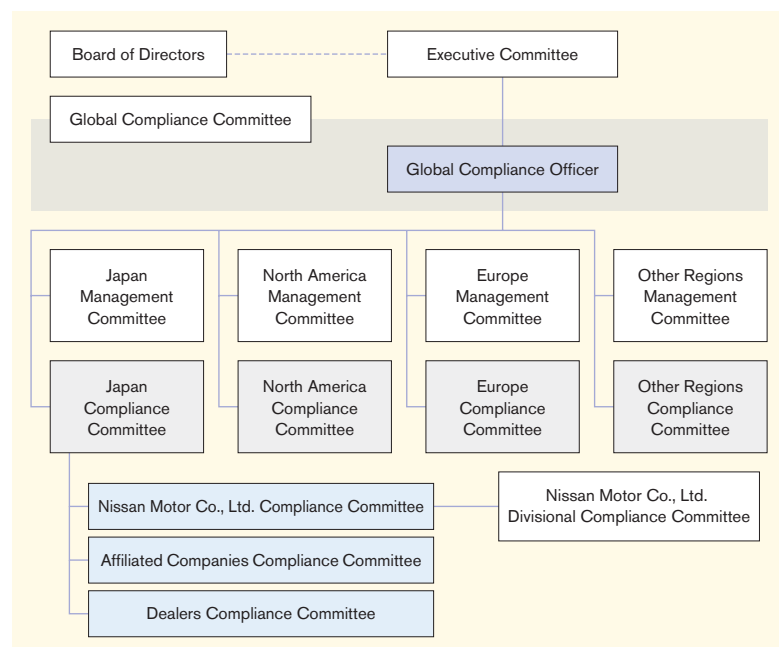 Board of Directors
Executive Committee
Global Compliance Committee
Global Compliance Officer
Japan
Management
Committee
North America
Management
Committee
Europe
Management
Committee
Other Regions
Management
Committee
Japan
Compliance
Committee
North America
Compliance
Committee
Europe
Compliance
Committee
Other Regions
Compliance
Committee
Nissan Motor Co., Ltd. Compliance Committee
Nissan Motor Co., Ltd.
Divisional Compliance Committee
Affiliated Companies Compliance Committee
Dealers Compliance Committee